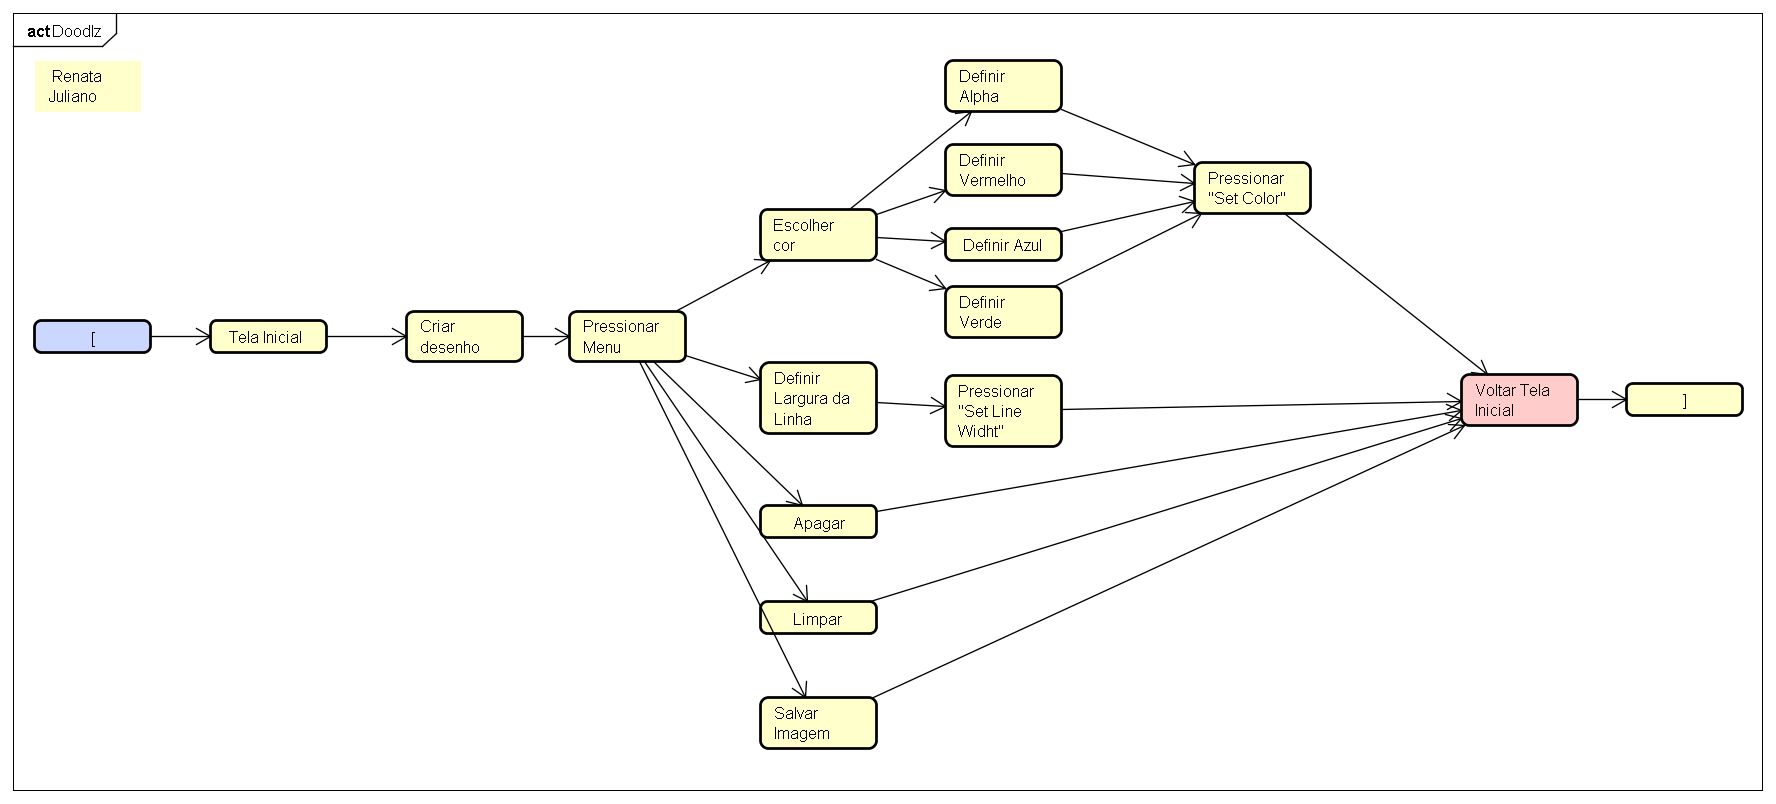 act Doodlz
Renata
Juliano
Definir
Alpha
Definir
Vermelho
Pressionar
"Set Color"
Escolher
cor
Definir Azul
Definir
Verde
[
Tela Inicial
Criar
desenho
Pressionar
Menu
Definir
Largura da
Linha
Pressionar
"Set Line
Widht"
Voltar Tela
Inicial
]
Apagar
Limpar
Salvar
Imagem